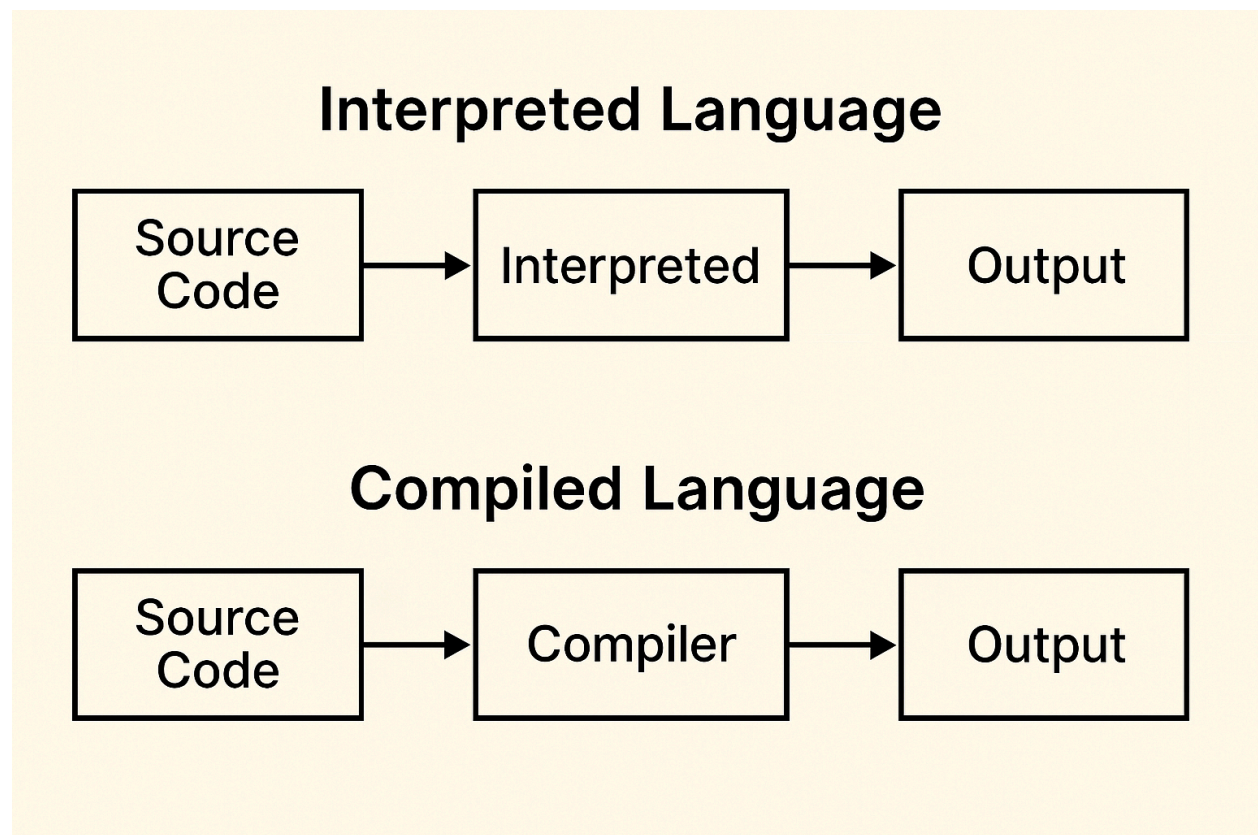 Interpreted Language
Source
Code
Interpreted
Output
Compiled Language
Source
Code
Compiler
Output